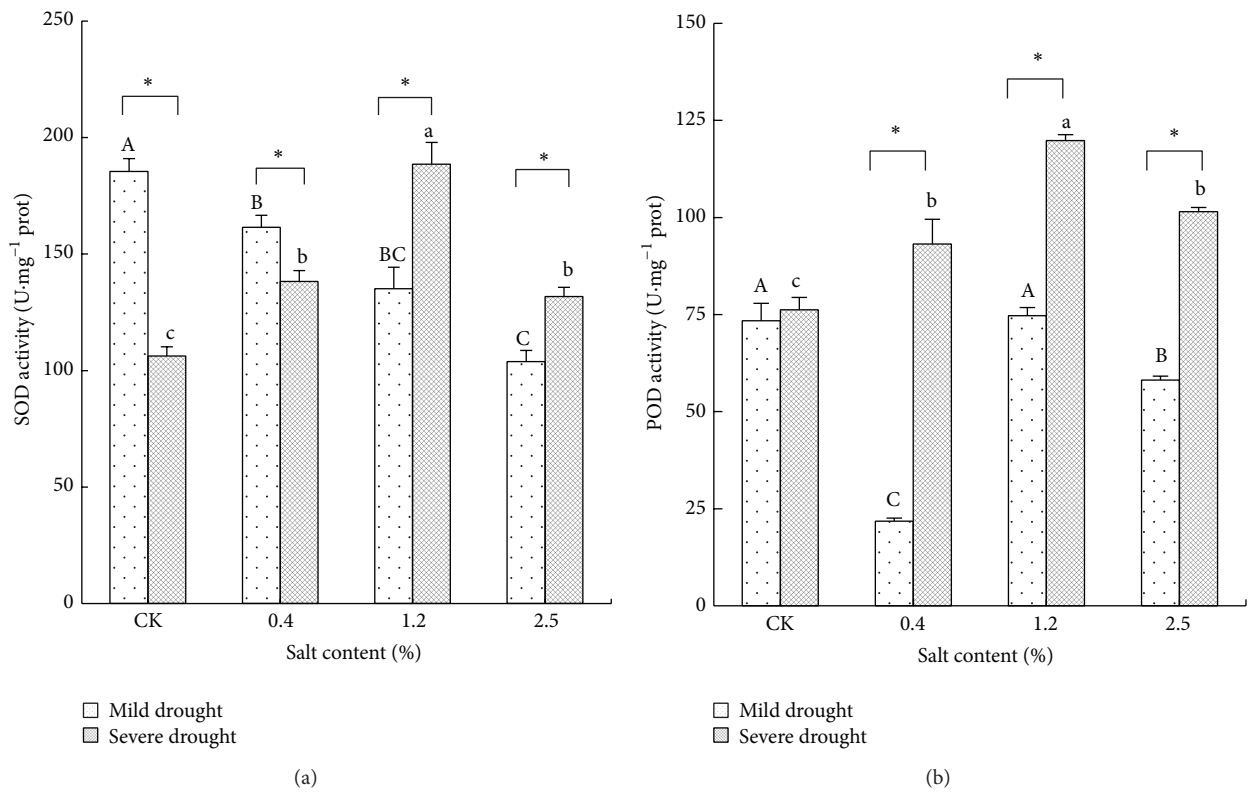 250
200
150
100
50
0
SOD activity (U·mg−1 prot)
*
*
*
*
A
c
B
b
BC
a
C
b
CK
0.4
1.2
2.5
Salt content (%)
Mild drought
Severe drought
(a)
150
125
100
75
50
25
0
POD activity (U·mg−1 prot)
*
*
*
A
c
C
b
A
a
B
b
CK
0.4
1.2
2.5
Salt content (%)
Mild drought
Severe drought
(b)